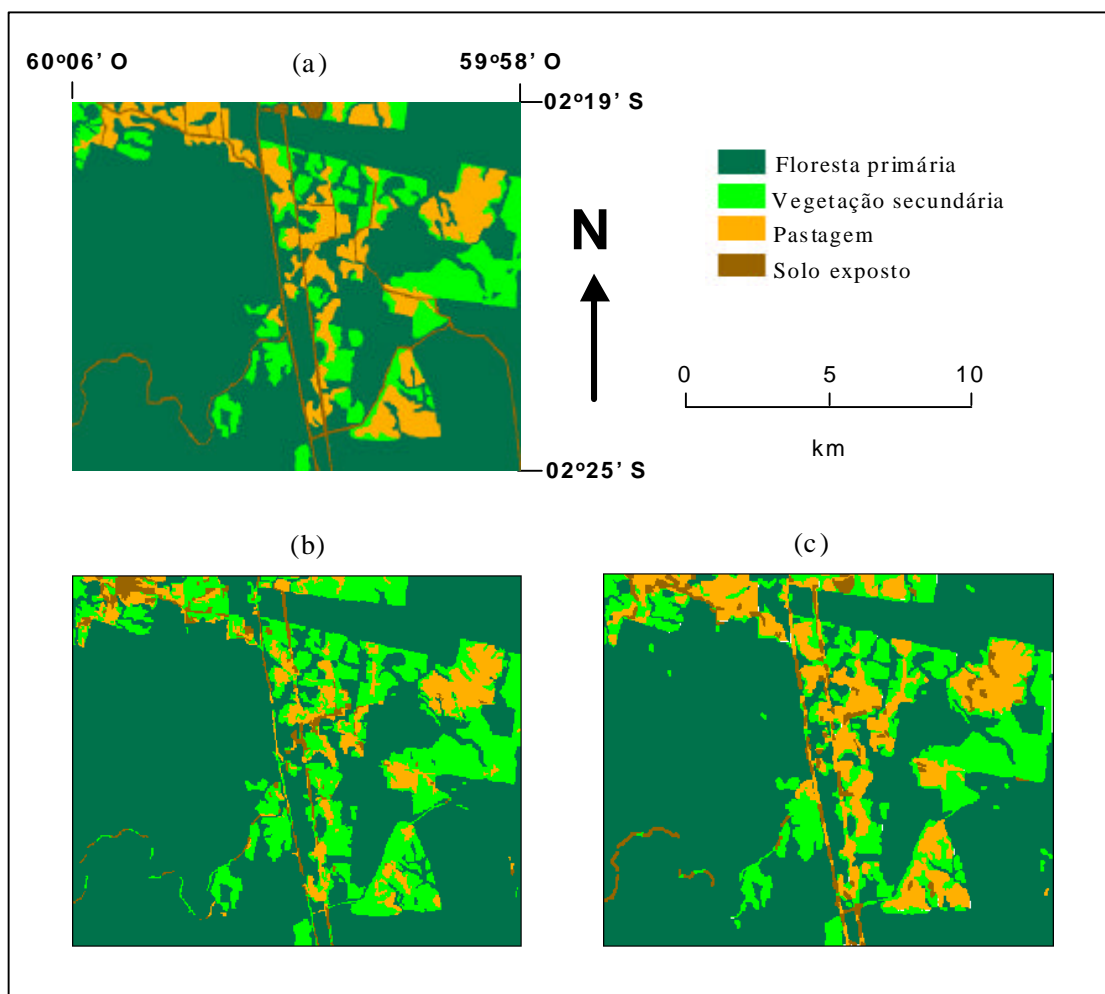 60º06' O
(a)
59º58' O
02º19' S
Floresta primária
Vegetação secundária
Pastagem
Solo exposto
N
0 5 10
km
02º25' S
(b)
(c)